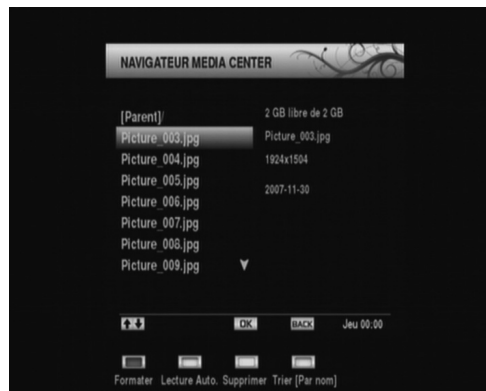 NAVIGATEUR MEDIA CENTER
[Parent]/
2 GB libre de 2 GB
Picture_003.jpg
Picture_003.jpg
Picture_004.jpg
1924x1504
Picture_005.jpg
2007-11-30
Picture_006.jpg
Picture_007.jpg
Picture_008.jpg
Picture_009.jpg
OK BACK Jeu 00:00
Formater Lecture Auto. Supprimer Trier [Par nom]